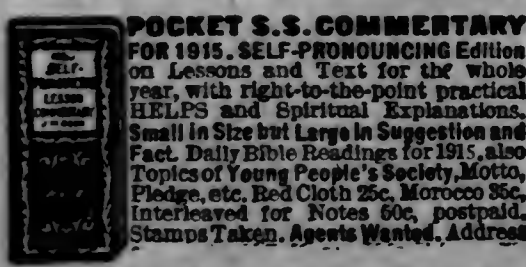 POCKET S.S. COMMENTARY
FOR 1915. SELF-PRONOUNCING Edition
on Lessons and Text for the whole
year, with right-to-the-point practical
HELPS and Spiritual Explanations.
Small in Size but Large in Suggestion and
Fact. Daily Bible Readings for 1915, also
Topics of Young People's Society, Motto,
Pledge, etc. Red Cloth 25c, Morocco 35c,
Interleaved for Notes 50c, postpaid.
Stamps Taken. Agents Wanted. Address
SELF-
LESSON